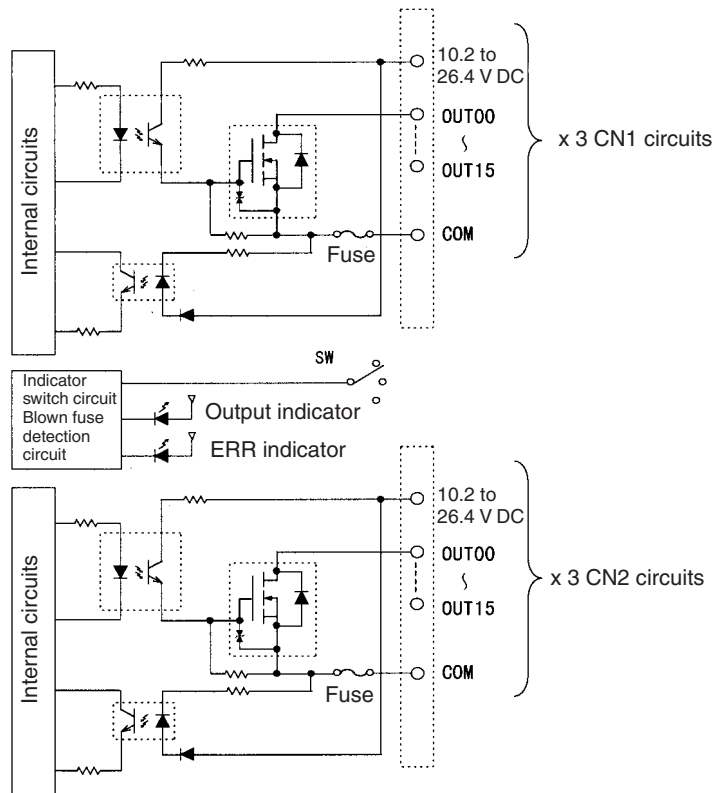 Internal circuits
10.2 to
26.4 V DC
OUT00
OUT15
COM
Fuse
x 3 CN1 circuits
SW
Indicator
switch circuit
Blown fuse
detection
circuit
Output indicator
ERR indicator
Internal circuits
10.2 to
26.4 V DC
OUT00
OUT15
COM
Fuse
x 3 CN2 circuits